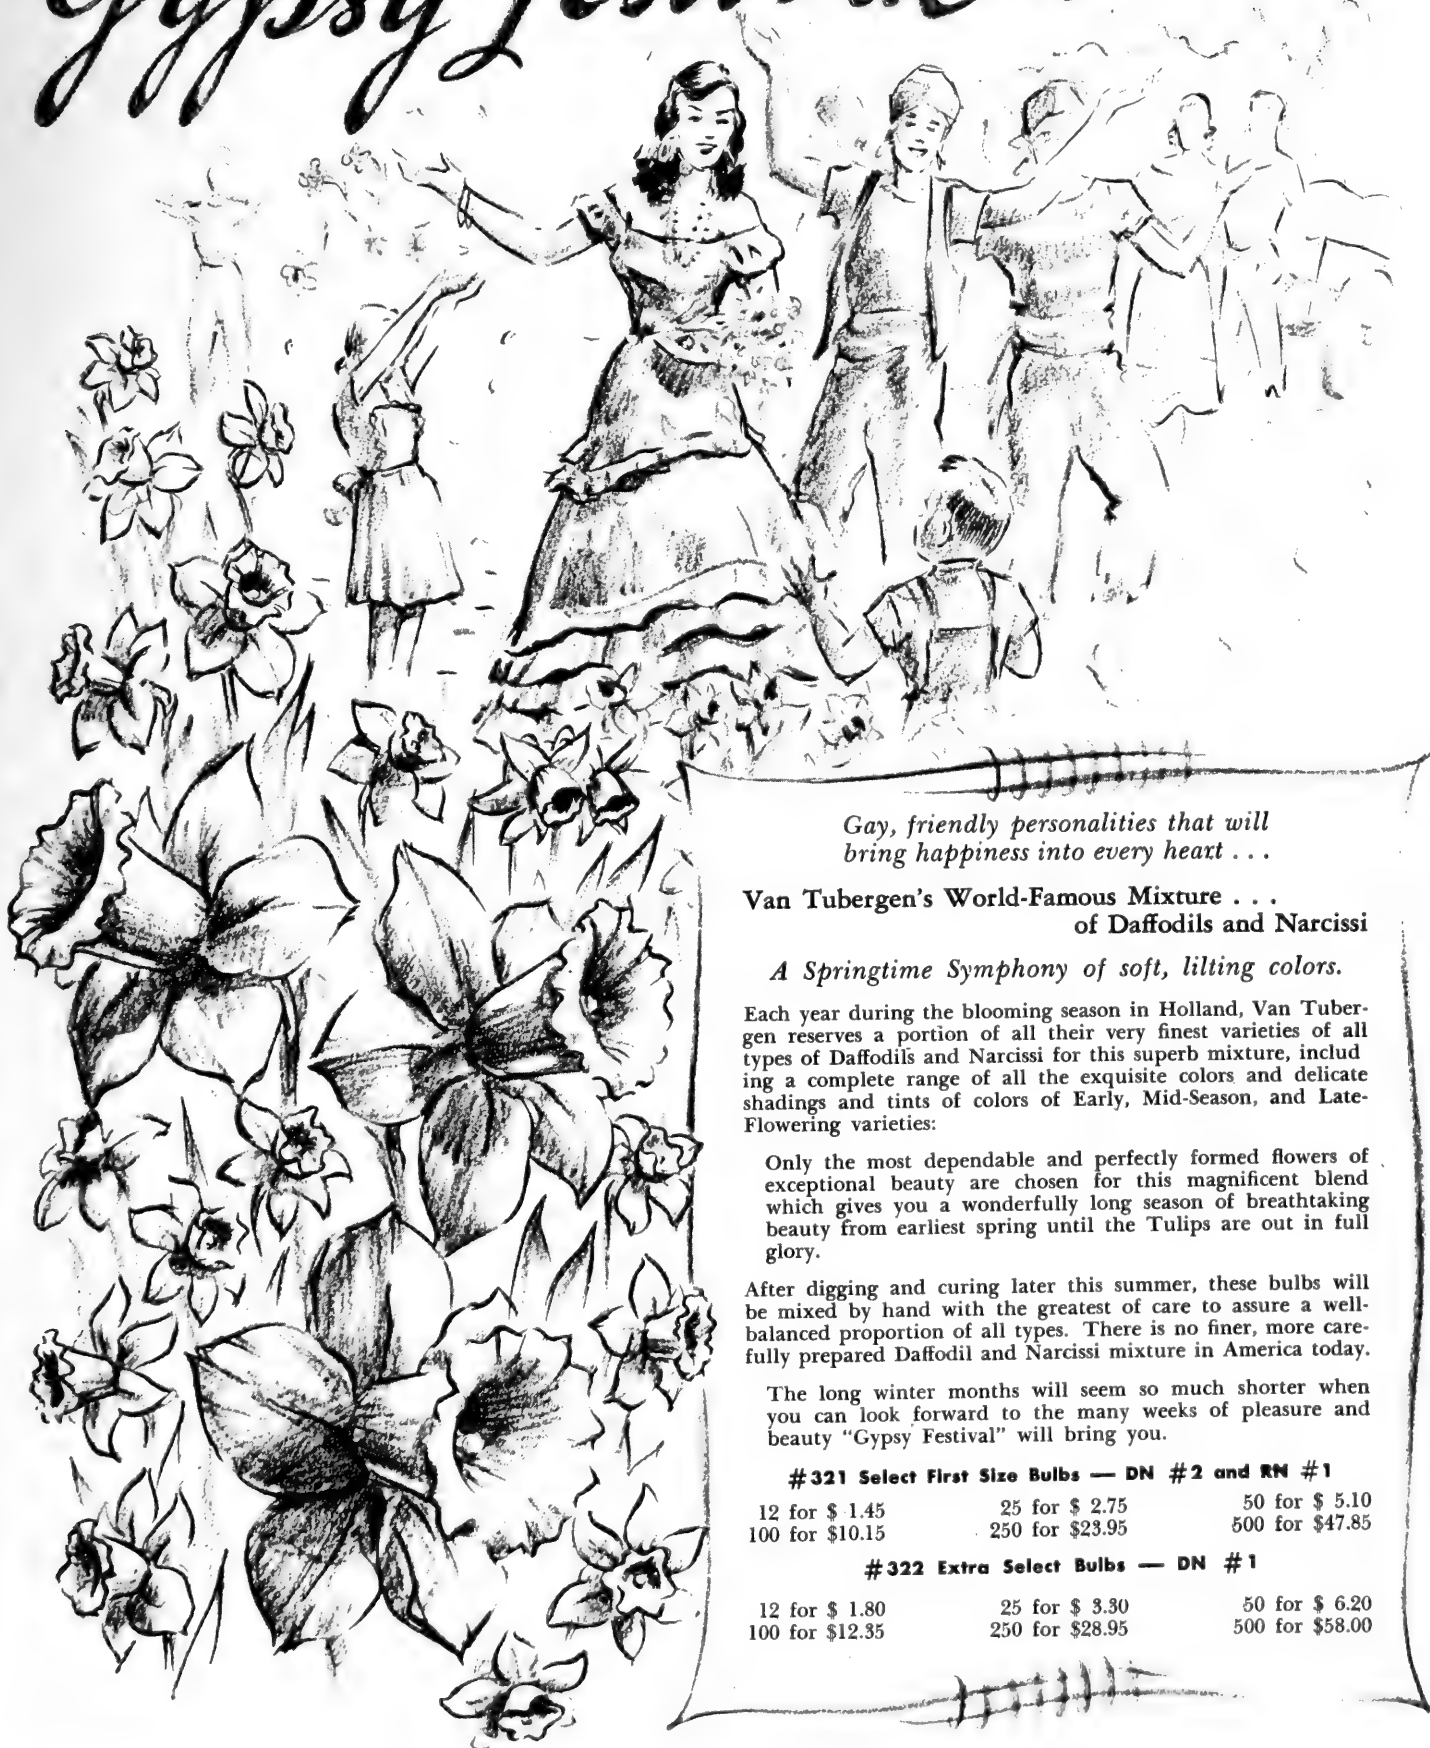 Gypsy Festival
Gay, friendly personalities that will
bring happiness into every heart . . .
Van Tubergen's World-Famous Mixture . . .
of Daffodils and Narcissi
A Springtime Symphony of soft, lilting colors.
Each year during the blooming season in Holland, Van Tuber-
gen reserves a portion of all their very finest varieties of all
types of Daffodils and Narcissi for this superb mixture, includ
ing a complete range of all the exquisite colors and delicate
shadings and tints of colors of Early, Mid-Season, and Late-
Flowering varieties:
Only the most dependable and perfectly formed flowers of
exceptional beauty are chosen for this magnificent blend
which gives you a wonderfully long season of breathtaking
beauty from earliest spring until the Tulips are out in full
glory.
After digging and curing later this summer, these bulbs will
be mixed by hand with the greatest of care to assure a well-
balanced proportion of all types. There is no finer, more care-
fully prepared Daffodil and Narcissi mixture in America today.
The long winter months will seem so much shorter when
you can look forward to the many weeks of pleasure and
beauty "Gypsy Festival" will bring you.
#321 Select First Size Bulbs — DN #2 and RN #1
12 for $ 1.45 25 for $ 2.75 50 for $ 5.10
100 for $10.15 250 for $23.95 500 for $47.85
#322 Extra Select Bulbs — DN #1
12 for $ 1.80 25 for $ 3.30 50 for $ 6.20
100 for $12.35 250 for $28.95 500 for $58.00